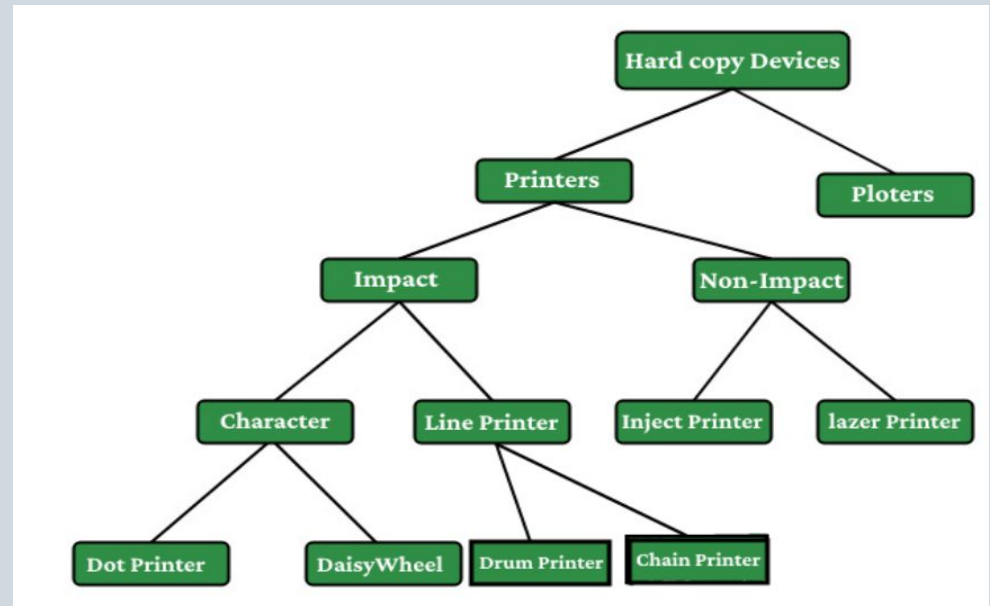 Hard copy Devices
Printers
Ploters
Impact
Non-Impact
Character
Line Printer
Inject Printer
lazer Printer
Dot Printer
DaisyWheel
Drum Printer
Chain Printer